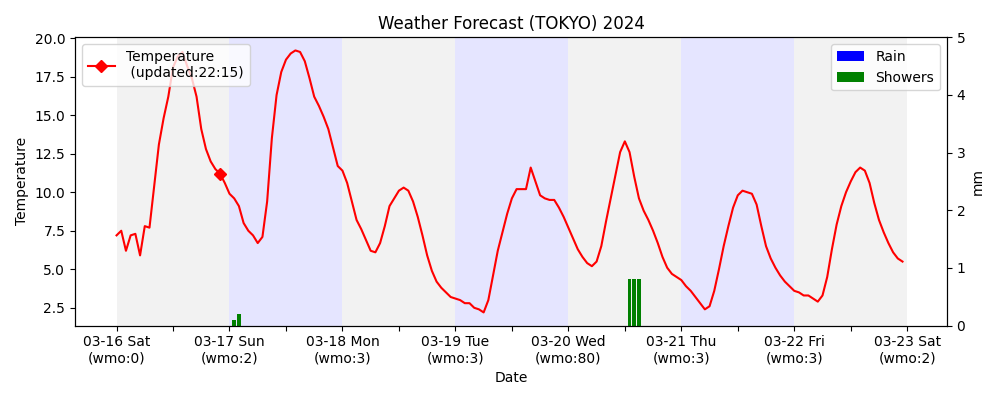 Weather Forecast (TOKYO) 2024
Temperature
(updated:22:15)
Rain
Showers
20.0
17.5
15.0
12.5
10.0
7.5
5.0
2.5
Temperature
5
4
3
2
1
0
mm
03-16 Sat 03-17 Sun 03-18 Mon 03-19 Tue 03-20 Wed 03-21 Thu 03-22 Fri 03-23 Sat
(wmo:0) (wmo:2) (wmo:3) (wmo:3) (wmo:80) (wmo:3) (wmo:3) (wmo:2)
Date